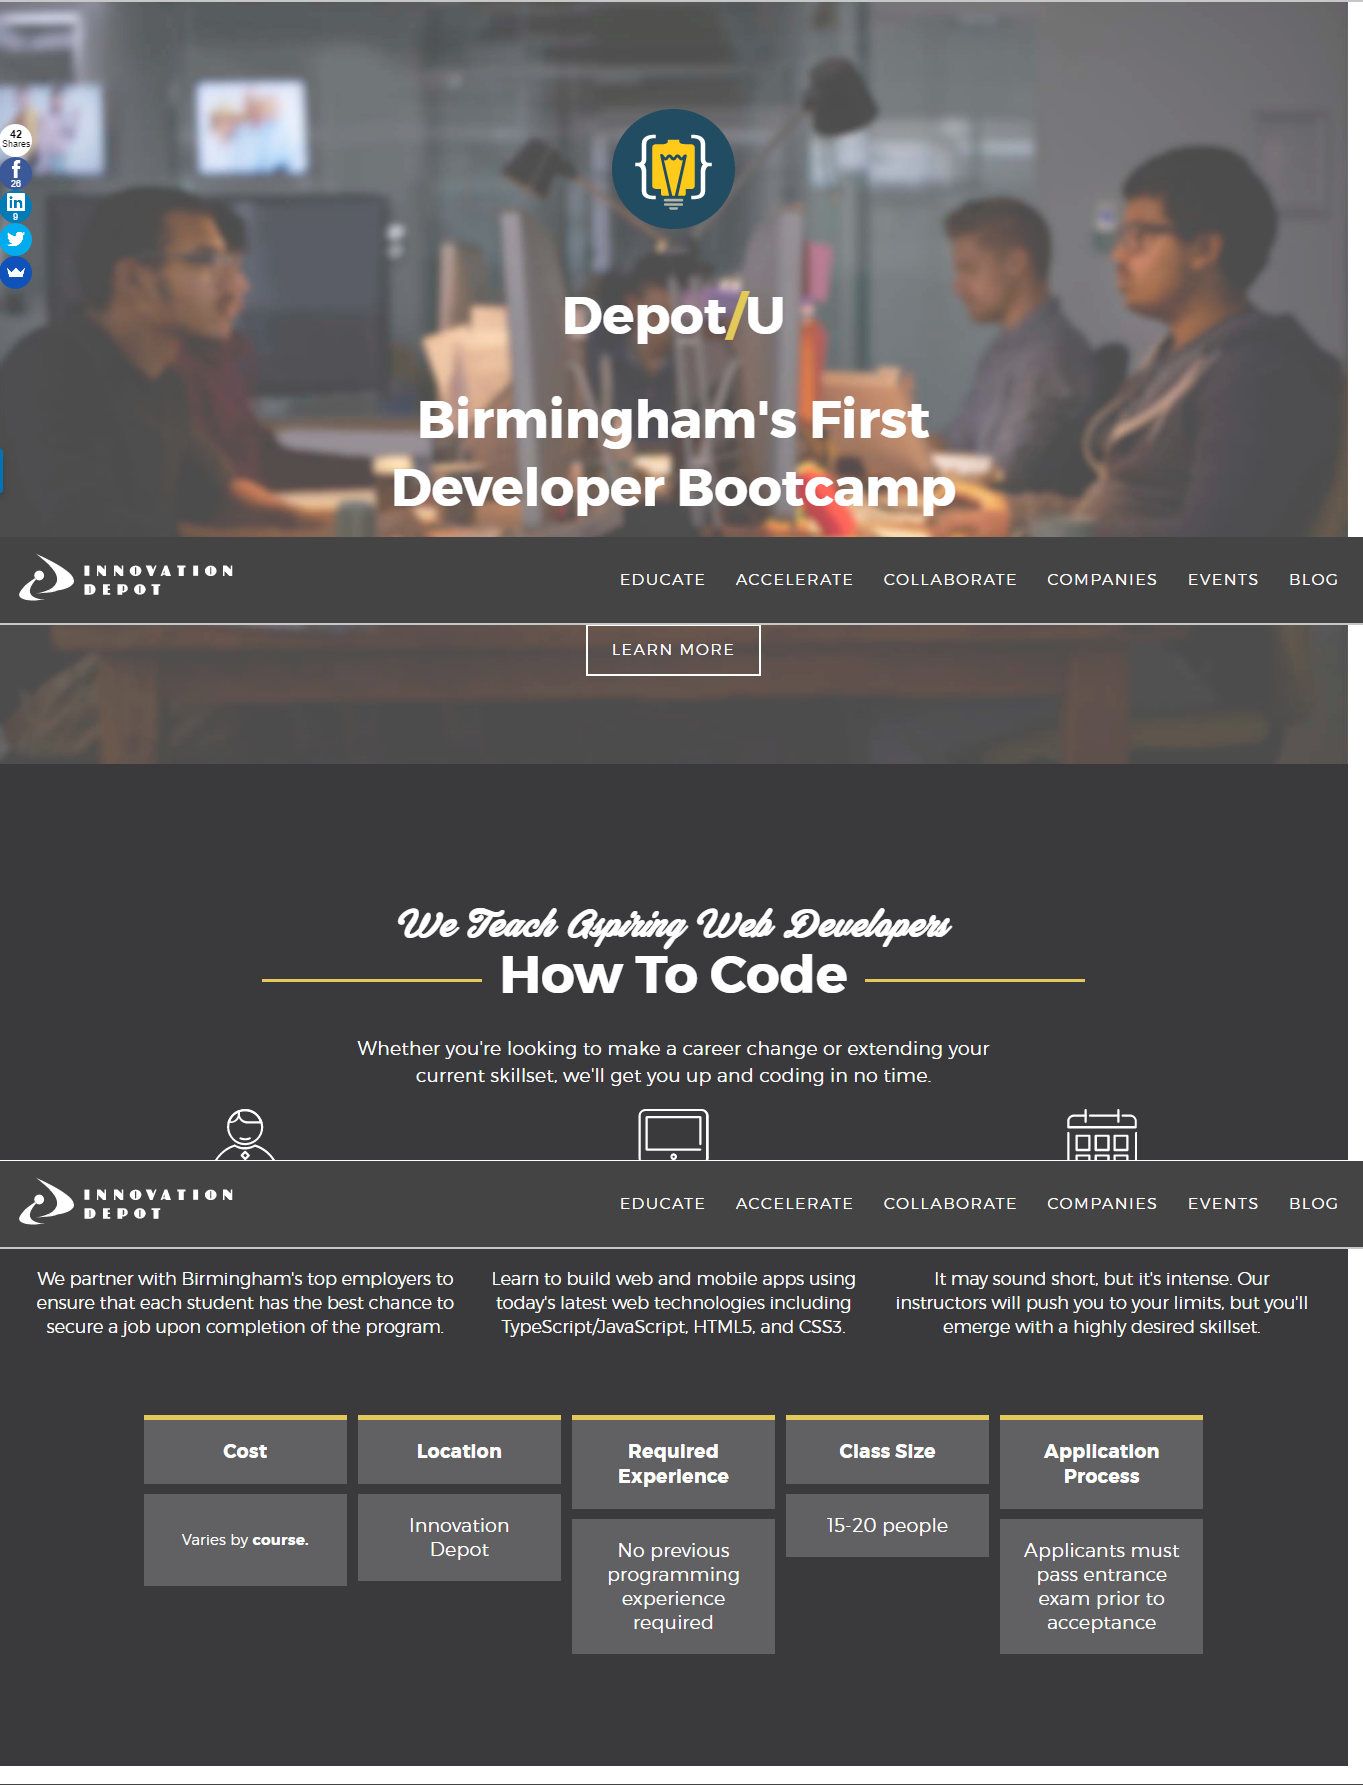 42
Shares
26
9
Depot/U
Birmingham's First
Developer Bootcamp
INNOVATION
DEPOT
EDUCATE ACCELERATE COLLABORATE COMPANIES EVENTS BLOG
LEARN MORE
We Teach Aspiring Web Developers
How To Code
Whether you're looking to make a career change or extending your
current skillset, we'll get you up and coding in no time.
INNOVATION
DEPOT
EDUCATE ACCELERATE COLLABORATE COMPANIES EVENTS BLOG
We partner with Birmingham's top employers to
ensure that each student has the best chance to
secure a job upon completion of the program.
Learn to build web and mobile apps using
today's latest web technologies including
TypeScript/JavaScript, HTML5, and CSS3.
It may sound short, but it's intense. Our
instructors will push you to your limits, but you'll
emerge with a highly desired skillset.
Cost
Varies by course.
Location
Innovation
Depot
Required
Experience
No previous
programming
experience
required
Class Size
15-20 people
Application
Process
Applicants must
pass entrance
exam prior to
acceptance